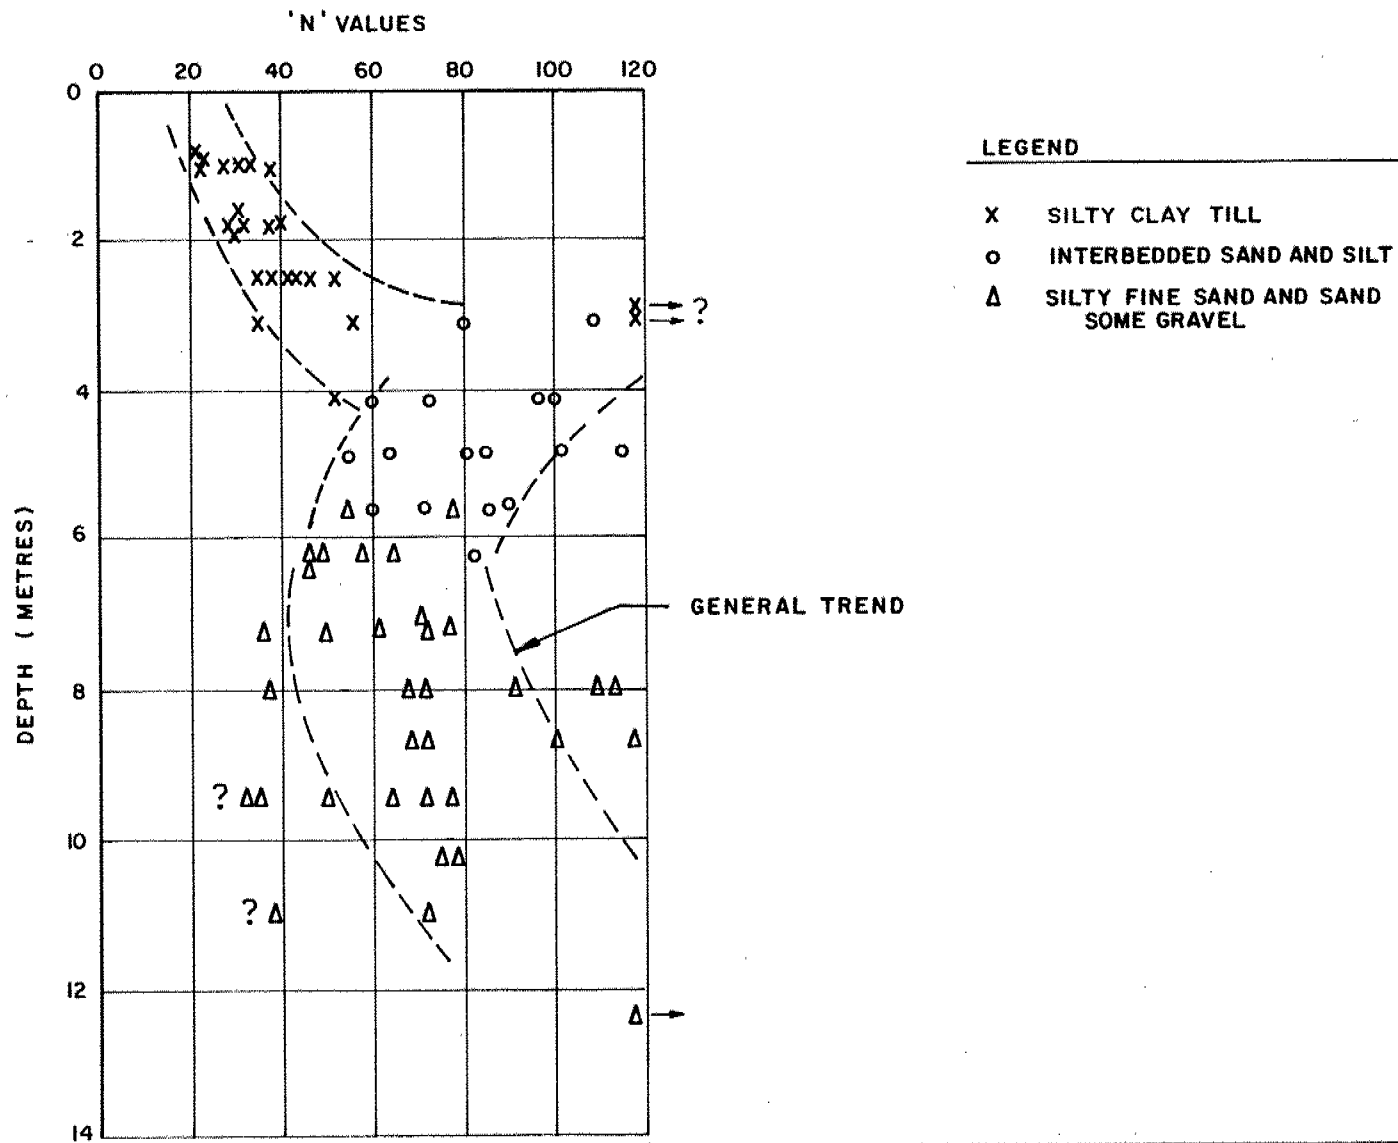 'N' VALUES
0 20 40 60 80 100 120
0
2
4
6
8
10
12
14
DEPTH (METRES)
?
?
?
GENERAL TREND
LEGEND
X SILTY CLAY TILL
O INTERBEDDED SAND AND SILT
Δ SILTY FINE SAND AND SAND
SOME GRAVEL